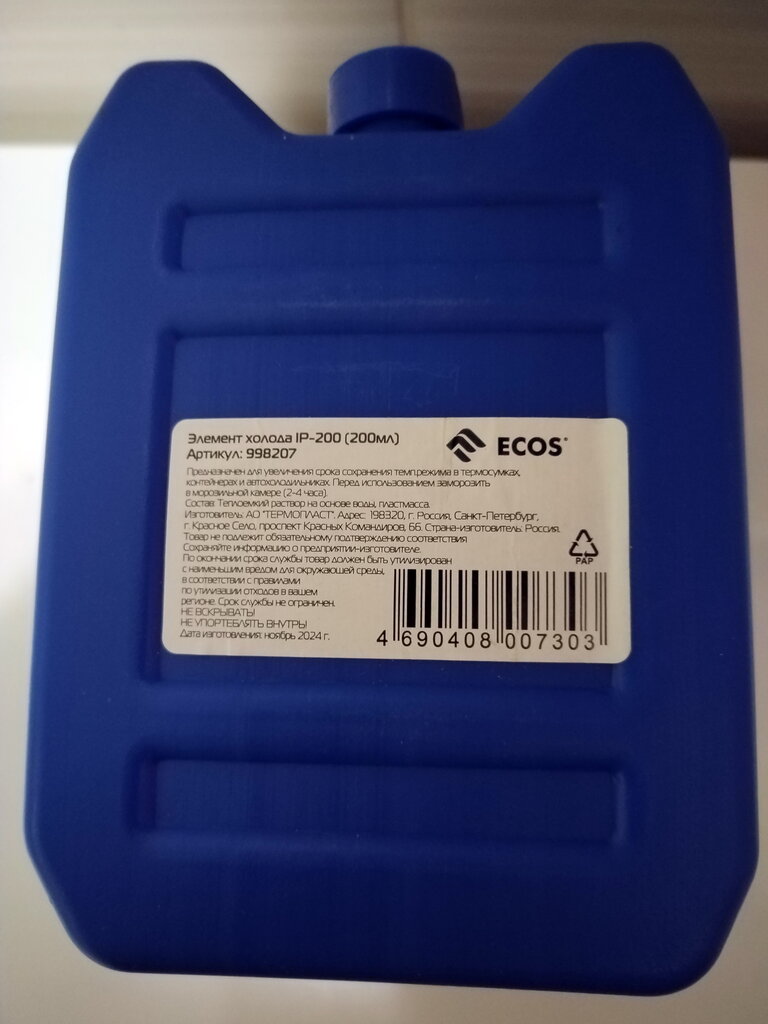 Элемент холода IP-200 (200мл)
Артикул: 998207
ECOS®
Предназначен для увеличения срока сохранения темп.режима в термосумках,
контейнерах и автохолодильниках. Перед использованием заморозить
в морозильной камере (2-4 часа).
Состав: Теплоемкий раствор на основе воды, пластмасса.
Изготовитель: АО "ТЕРМОПЛАСТ". Адрес: 198320, г. Россия, Санкт-Петербург,
г. Красное Село, проспект Красных Командиров, 66. Страна-изготовитель: Россия.
Товар не подлежит обязательному подтверждению соответствия
Сохраняйте информацию о предприятии-изготовителе.
По окончании срока службы товар должен быть утилизирован
с наименьшим вредом для окружающей среды,
в соответствии с правилами
по утилизации отходов в вашем
регионе. Срок службы не ограничен.
НЕ ВСКРЫВАТЬ!
НЕ УПОРТЕБЛЯТЬ ВНУТРЬ!
Дата изготовления: ноябрь 2024 г.
PAP
4 690408 007303